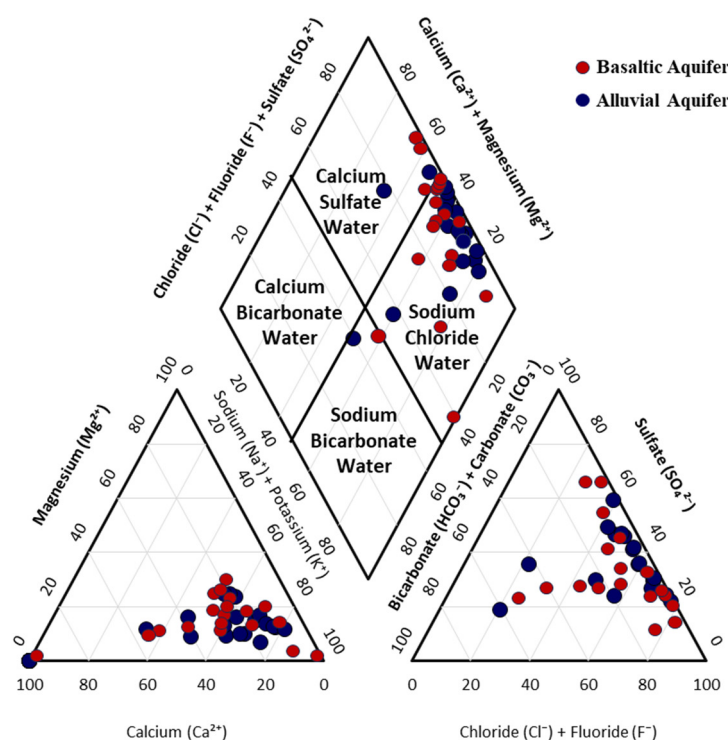 Basaltic Aquifer
Alluvial Aquifer
Chloride (Cl⁻) + Fluoride (F⁻) + Sulfate (SO₄²⁻)
Calcium (Ca²⁺) + Magnesium (Mg²⁺)
80
60
40
20
80
60
40
20
Calcium
Sulfate
Water
Calcium
Bicarbonate
Water
Sodium
Chloride
Water
Sodium
Bicarbonate
Water
20
40
60
80
20
40
60
80
Magnesium (Mg²⁺)
Sodium (Na⁺) + Potassium (K⁺)
100
80
60
40
20
0
0
20
40
60
80
100
100
80
60
40
20
0
Calcium (Ca²⁺)
Bicarbonate (HCO₃⁻) + Carbonate (CO₃⁻)
Sulfate (SO₄²⁻)
0
20
40
60
80
100
100
80
60
40
20
0
0
20
40
60
80
100
Chloride (Cl⁻) + Fluoride (F⁻)